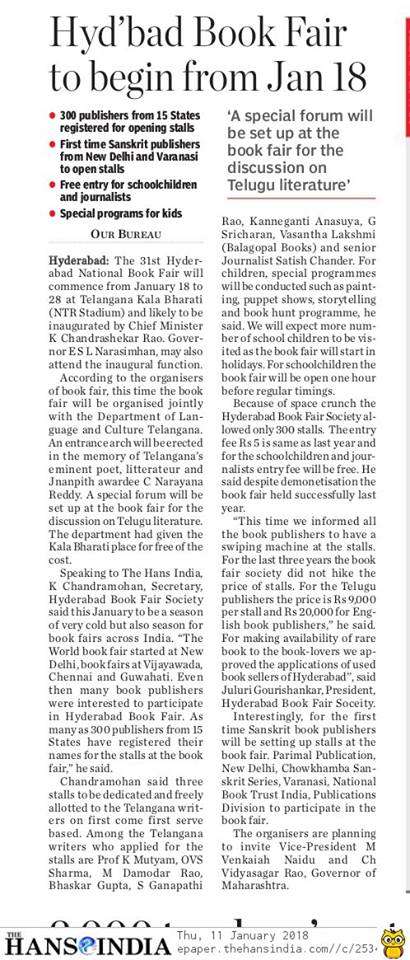 Hyd’bad Book Fair
to begin from Jan 18
● 300 publishers from 15 States
registered for opening stalls
● First time Sanskrit publishers
from New Delhi and Varanasi
to open stalls
● Free entry for schoolchildren
and journalists
● Special programs for kids
‘A special forum will
be set up at the
book fair for the
discussion on
Telugu literature’
OUR BUREAU
Hyderabad: The 31st Hyder-
abad National Book Fair will
commence from January 18 to
28 at Telangana Kala Bharati
(NTR Stadium) and likely to be
inaugurated by Chief Minister
K Chandrashekar Rao. Gover-
nor E S L Narasimhan, may also
attend the inaugural function.
According to the organisers
of book fair, this time the book
fair will be organised jointly
with the Department of Lan-
guage and Culture Telangana.
An entrance arch will be erected
in the memory of Telangana’s
eminent poet, litterateur and
Jnanpith awardee C Narayana
Reddy. A special forum will be
set up at the book fair for the
discussion on Telugu literature.
The department had given the
Kala Bharati place for free of the
cost.
Speaking to The Hans India,
K Chandramohan, Secretary,
Hyderabad Book Fair Society
said this January to be a season
of very cold but also season for
book fairs across India. “The
World book fair started at New
Delhi, book fairs at Vijayawada,
Chennai and Guwahati. Even
then many book publishers
were interested to participate
in Hyderabad Book Fair. As
many as 300 publishers from 15
States have registered their
names for the stalls at the book
fair,” he said.
Chandramohan said three
stalls to be dedicated and freely
allotted to the Telangana writ-
ers on first come first serve
based. Among the Telangana
writers who applied for the
stalls are Prof K Mutyam, OVS
Sharma, M Damodar Rao,
Bhaskar Gupta, S Ganapathi
Rao, Kanneganti Anasuya, G
Sricharan, Vasantha Lakshmi
(Balagopal Books) and senior
Journalist Satish Chander. For
children, special programmes
will be conducted such as paint-
ing, puppet shows, storytelling
and book hunt programme, he
said. We will expect more num-
ber of school children to be vis-
ited as the book fair will start in
holidays. For schoolchildren the
book fair will be open one hour
before regular timings.
Because of space crunch the
Hyderabad Book Fair Society al-
lowed only 300 stalls. The entry
fee Rs 5 is same as last year and
for the schoolchildren and jour-
nalists entry fee will be free. He
said despite demonetisation the
book fair held successfully last
year.
“This time we informed all
the book publishers to have a
swiping machine at the stalls.
For the last three years the book
fair society did not hike the
price of stalls. For the Telugu
publishers the price is Rs 9,000
per stall and Rs 20,000 for Eng-
lish book publishers,” he said.
For making availability of rare
book to the book-lovers we ap-
proved the applications of used
book sellers of Hyderabad”, said
Juluri Gourishankar, President,
Hyderabad Book Fair Soceity.
Interestingly, for the first
time Sanskrit book publishers
will be setting up stalls at the
book fair. Parimal Publication,
New Delhi, Chowkhamba San-
skrit Series, Varanasi, National
Book Trust India, Publications
Division to participate in the
book fair.
The organisers are planning
to invite Vice-President M
Venkaiah Naidu and Ch
Vidyasagar Rao, Governor of
Maharashtra.
THE
HANS INDIA
Thu, 11 January 2018
epaper.thehansindia.com//c/253